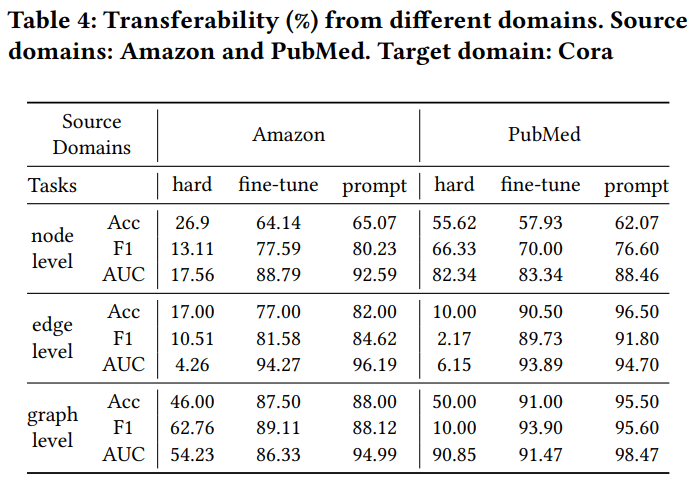 Table 4: Transferability (%) from different domains. Source
domains: Amazon and PubMed. Target domain: Cora
Source Domains Amazon PubMed
Tasks hard fine-tune prompt hard fine-tune prompt
node level Acc 26.9 64.14 65.07 55.62 57.93 62.07
F1 13.11 77.59 80.23 66.33 70.00 76.60
AUC 17.56 88.79 92.59 82.34 83.34 88.46
edge level Acc 17.00 77.00 82.00 10.00 90.50 96.50
F1 10.51 81.58 84.62 2.17 89.73 91.80
AUC 4.26 94.27 96.19 6.15 93.89 94.70
graph level Acc 46.00 87.50 88.00 50.00 91.00 95.50
F1 62.76 89.11 88.12 10.00 93.90 95.60
AUC 54.23 86.33 94.99 90.85 91.47 98.47